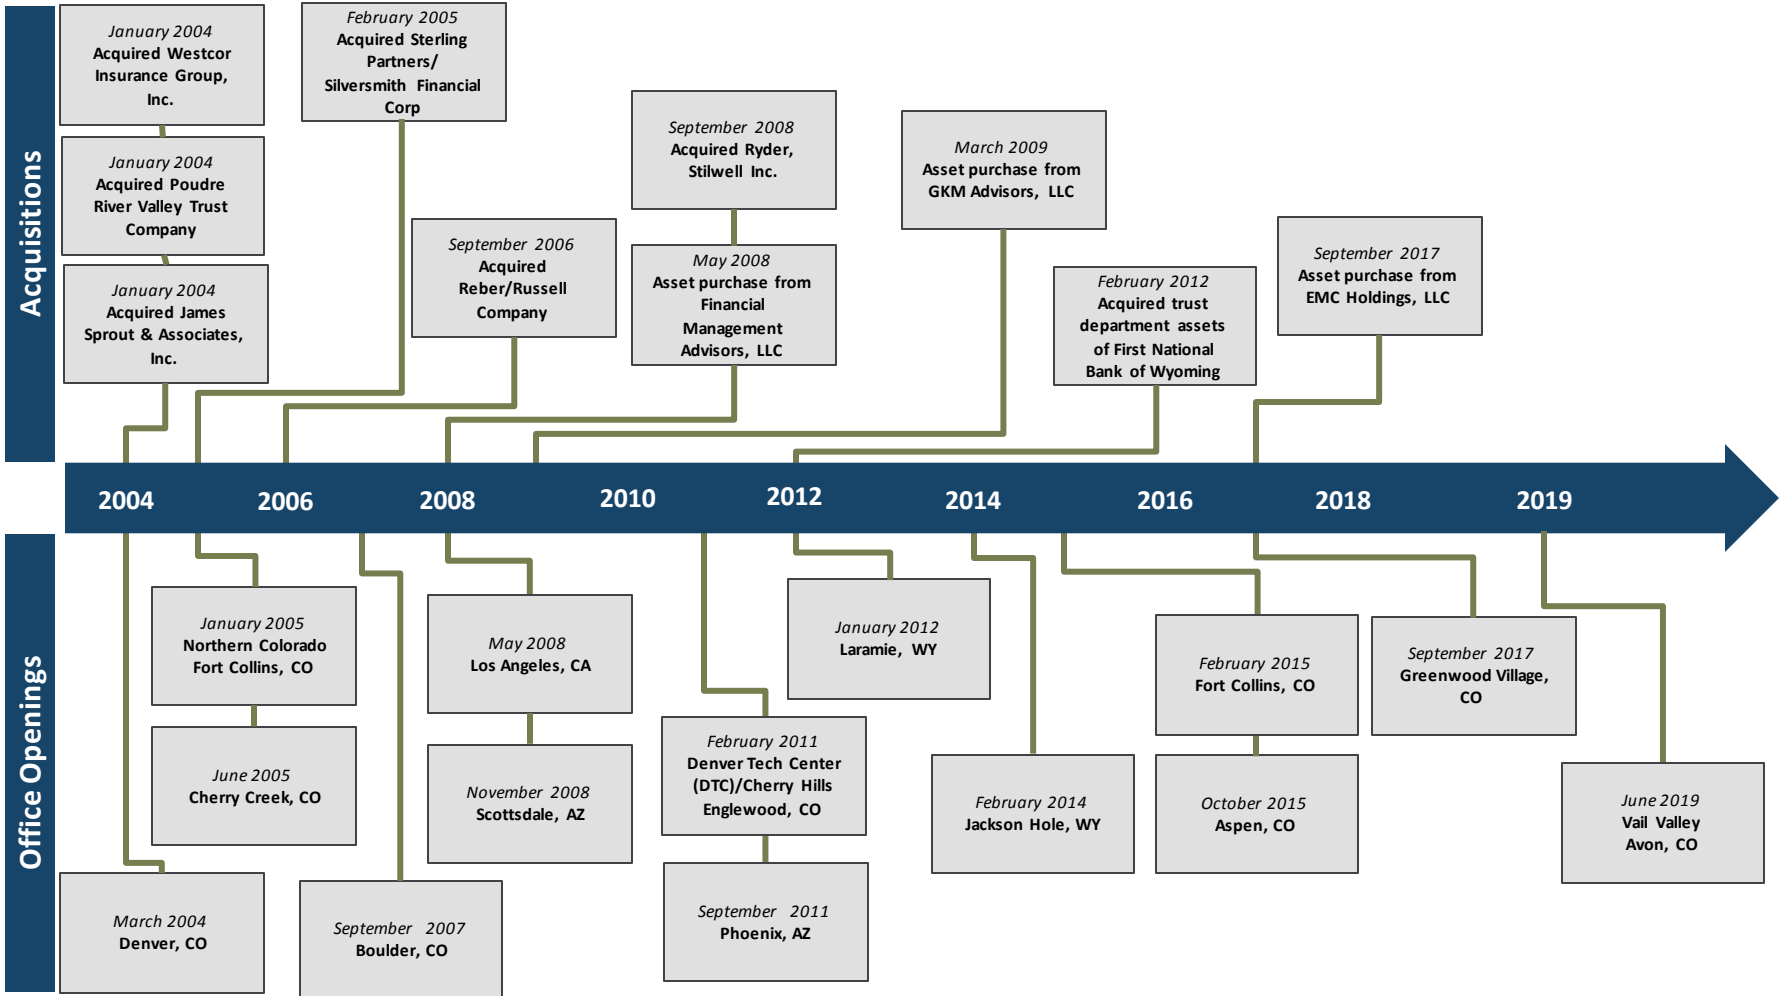 Acquisitions
January 2004
Acquired Westcor
Insurance Group,
Inc.
January 2004
Acquired Poudre
River Valley Trust
Company
January 2004
Acquired James
Sprout & Associates,
Inc.
February 2005
Acquired Sterling
Partners/
Silversmith Financial
Corp
September 2006
Acquired
Reber/Russell
Company
September 2008
Acquired Ryder,
Stilwell Inc.
May 2008
Asset purchase from
Financial
Management
Advisors, LLC
March 2009
Asset purchase from
GKM Advisors, LLC
February 2012
Acquired trust
department assets
of First National
Bank of Wyoming
September 2017
Asset purchase from
EMC Holdings, LLC
2004 2006 2008 2010 2012 2014 2016 2018 2019
Office Openings
March 2004
Denver, CO
January 2005
Northern Colorado
Fort Collins, CO
June 2005
Cherry Creek, CO
September 2007
Boulder, CO
May 2008
Los Angeles, CA
November 2008
Scottsdale, AZ
February 2011
Denver Tech Center
(DTC)/Cherry Hills
Englewood, CO
September 2011
Phoenix, AZ
January 2012
Laramie, WY
February 2014
Jackson Hole, WY
February 2015
Fort Collins, CO
October 2015
Aspen, CO
September 2017
Greenwood Village,
CO
June 2019
Vail Valley
Avon, CO